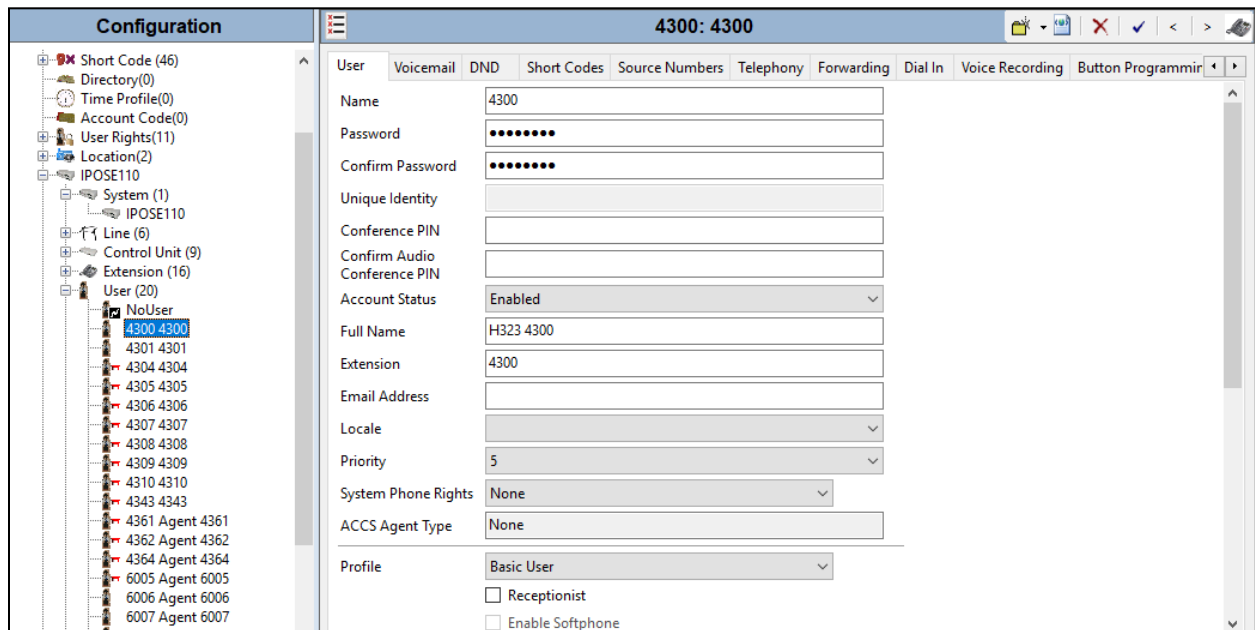 Configuration
Short Code (46)
Directory(0)
Time Profile(0)
Account Code(0)
User Rights(11)
Location(2)
IPOSE110
System (1)
IPOSE110
Line (6)
Control Unit (9)
Extension (16)
User (20)
NoUser
4300 4300
4301 4301
4304 4304
4305 4305
4306 4306
4307 4307
4308 4308
4309 4309
4310 4310
4343 4343
4361 Agent 4361
4362 Agent 4362
4364 Agent 4364
6005 Agent 6005
6006 Agent 6006
6007 Agent 6007
4300: 4300
User Voicemail DND Short Codes Source Numbers Telephony Forwarding Dial In Voice Recording Button Programmin
Name 4300
Password ••••••••
Confirm Password ••••••••
Unique Identity
Conference PIN
Confirm Audio
Conference PIN
Account Status Enabled
Full Name H323 4300
Extension 4300
Email Address
Locale
Priority 5
System Phone Rights None
ACCS Agent Type None
Profile Basic User
Receptionist
Enable Softphone